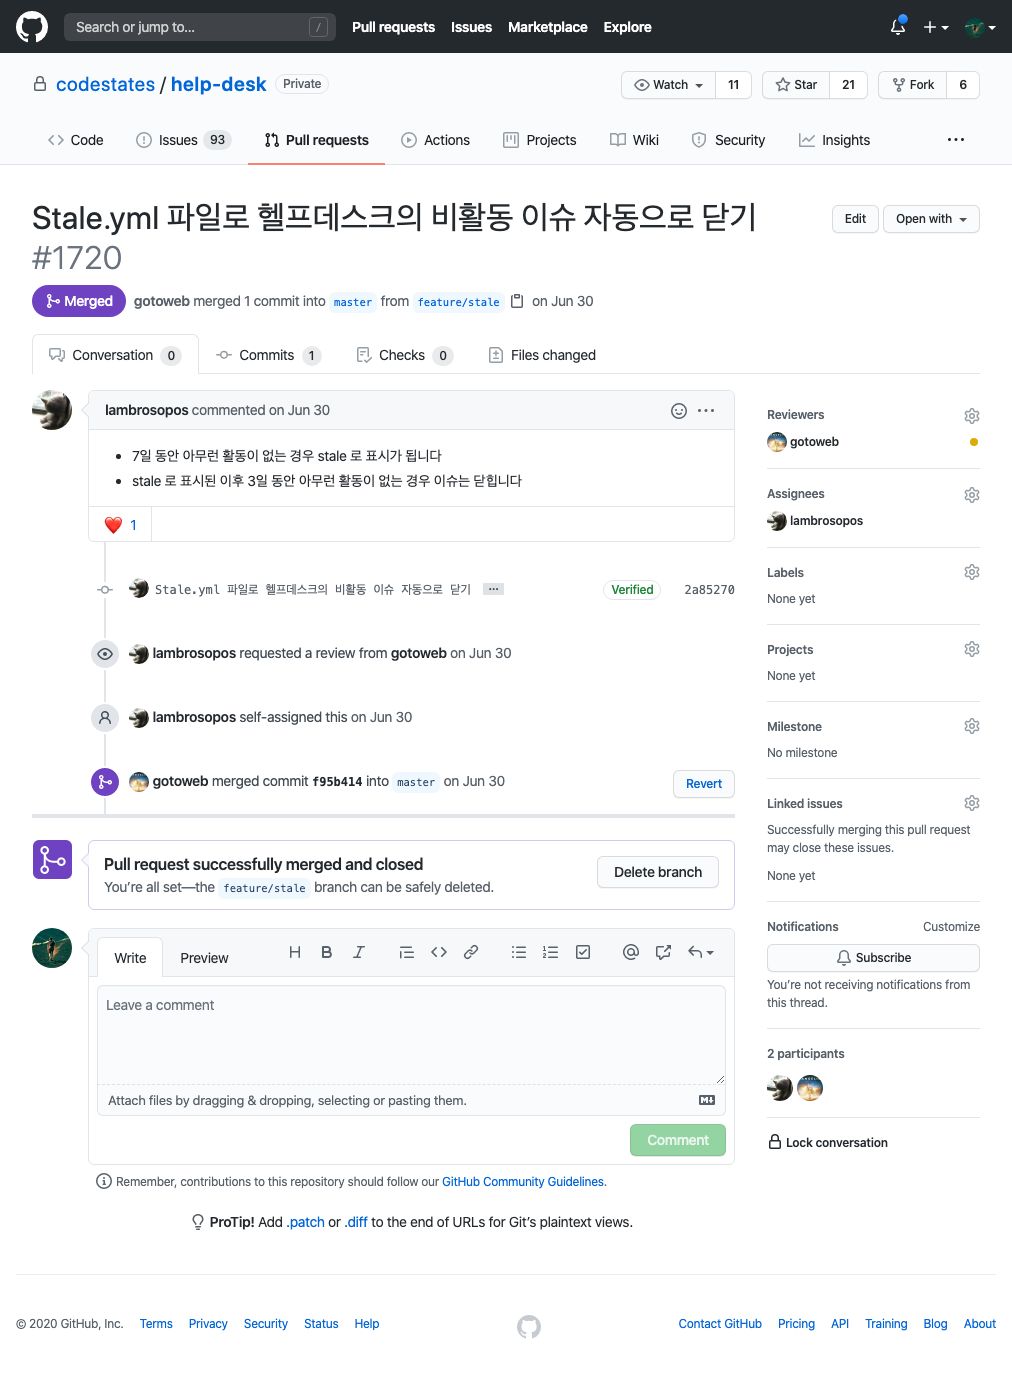 Search or jump to...
/
Pull requests
Issues
Marketplace
Explore
codestates / help-desk
Private
Watch
11
Star
21
Fork
6
Code
Issues
93
Pull requests
Actions
Projects
Wiki
Security
Insights
Stale.yml 파일로 헬프데스크의 비활동 이슈 자동으로 닫기
#1720
Edit
Open with
Merged
gotoweb merged 1 commit into master from feature/stale on Jun 30
Conversation 0
Commits 1
Checks 0
Files changed
lambrosopos commented on Jun 30
7일 동안 아무런 활동이 없는 경우 stale 로 표시가 됩니다
stale 로 표시된 이후 3일 동안 아무런 활동이 없는 경우 이슈는 닫힙니다
❤️ 1
Stale.yml 파일로 헬프데스크의 비활동 이슈 자동으로 닫기
Verified
2a85270
lambrosopos requested a review from gotoweb on Jun 30
lambrosopos self-assigned this on Jun 30
gotoweb merged commit f95b414 into master on Jun 30
Revert
Pull request successfully merged and closed
You're all set—the feature/stale branch can be safely deleted.
Delete branch
Write
Preview
Leave a comment
Attach files by dragging & dropping, selecting or pasting them.
Comment
Remember, contributions to this repository should follow our GitHub Community Guidelines.
ProTip! Add .patch or .diff to the end of URLs for Git's plaintext views.
Reviewers
gotoweb
Assignees
lambrosopos
Labels
None yet
Projects
None yet
Milestone
No milestone
Linked issues
Successfully merging this pull request
may close these issues.
None yet
Notifications
Customize
Subscribe
You're not receiving notifications from
this thread.
2 participants
Lock conversation
© 2020 GitHub, Inc.
Terms
Privacy
Security
Status
Help
Contact GitHub
Pricing
API
Training
Blog
About